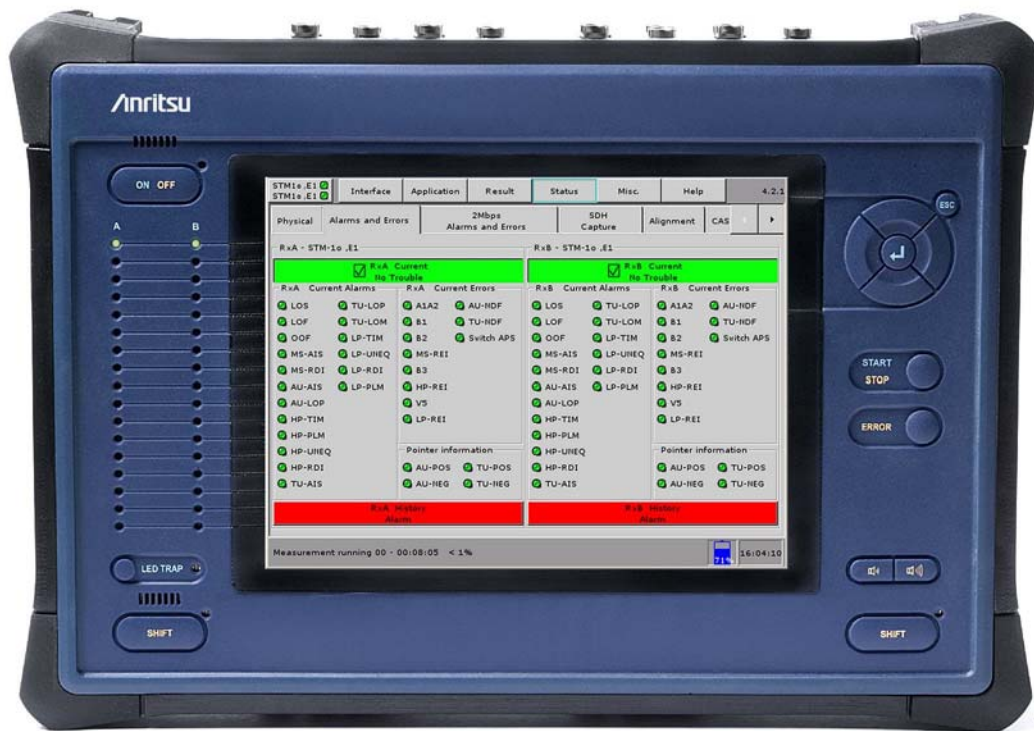 Anritsu
ON OFF
A B
LED TRAP
SHIFT
STM1o ,E1
STM1o ,E1
Interface Application Result Status Misc. Help 4.2.1
Physical Alarms and Errors 2Mbps Alarms and Errors SDH Capture Alignment CAS
RxA - STM-1o ,E1 RxB - STM-1o ,E1
RxA Current
No Trouble
RxB Current
No Trouble
RxA Current Alarms RxA Current Errors RxB Current Alarms RxB Current Errors
LOS TU-LOP A1A2 AU-NDF LOS TU-LOP A1A2 AU-NDF
LOF TU-LOM B1 TU-NDF LOF TU-LOM B1 TU-NDF
OOF LP-TIM B2 Switch APS OOF LP-TIM B2 Switch APS
MS-AIS LP-UNEQ MS-REI MS-AIS LP-UNEQ MS-REI
MS-RDI LP-RDI B3 MS-RDI LP-RDI B3
AU-AIS LP-PLM HP-REI AU-AIS LP-PLM HP-REI
AU-LOP V5 AU-LOP V5
HP-TIM LP-REI HP-TIM LP-REI
HP-PLM HP-PLM
HP-UNEQ Pointer information HP-UNEQ Pointer information
HP-RDI AU-POS TU-POS HP-RDI AU-POS TU-POS
TU-AIS AU-NEG TU-NEG TU-AIS AU-NEG TU-NEG
RxA History
Alarm
RxB History
Alarm
Measurement running 00 - 00:08:05 < 1% 71% 16:04:10
ESC
START
STOP
ERROR
SHIFT